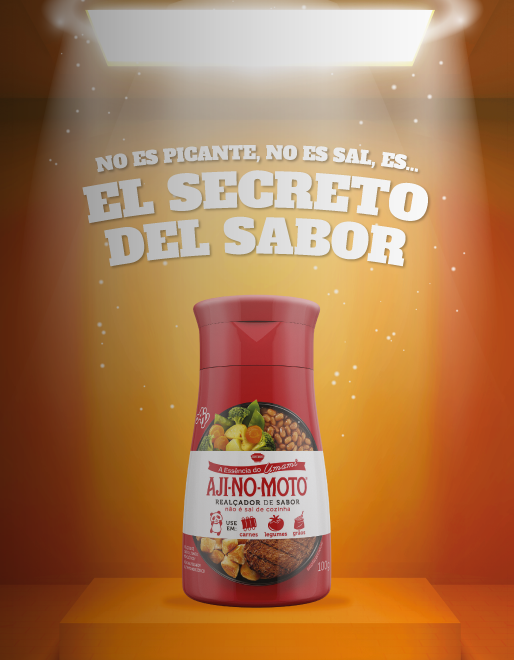 NO ES PICANTE, NO ES SAL, ES...
EL SECRETO
DEL SABOR
A Essência do Umami
AJI-NO-MOTO
REALÇADOR DE SABOR
não é sal de cozinha
USE
EM:
carnes legumes grãos
100g